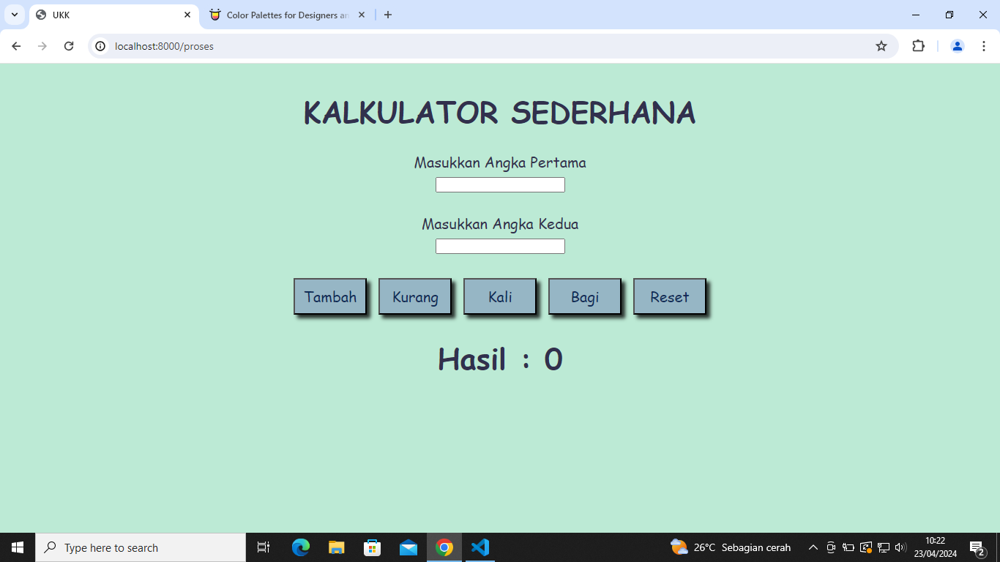 UKK
Color Palettes for Designers an
localhost:8000/proses
KALKULATOR SEDERHANA
Masukkan Angka Pertama
Masukkan Angka Kedua
Tambah Kurang Kali Bagi Reset
Hasil : 0
Type here to search
26°C Sebagian cerah
10:22
23/04/2024
2